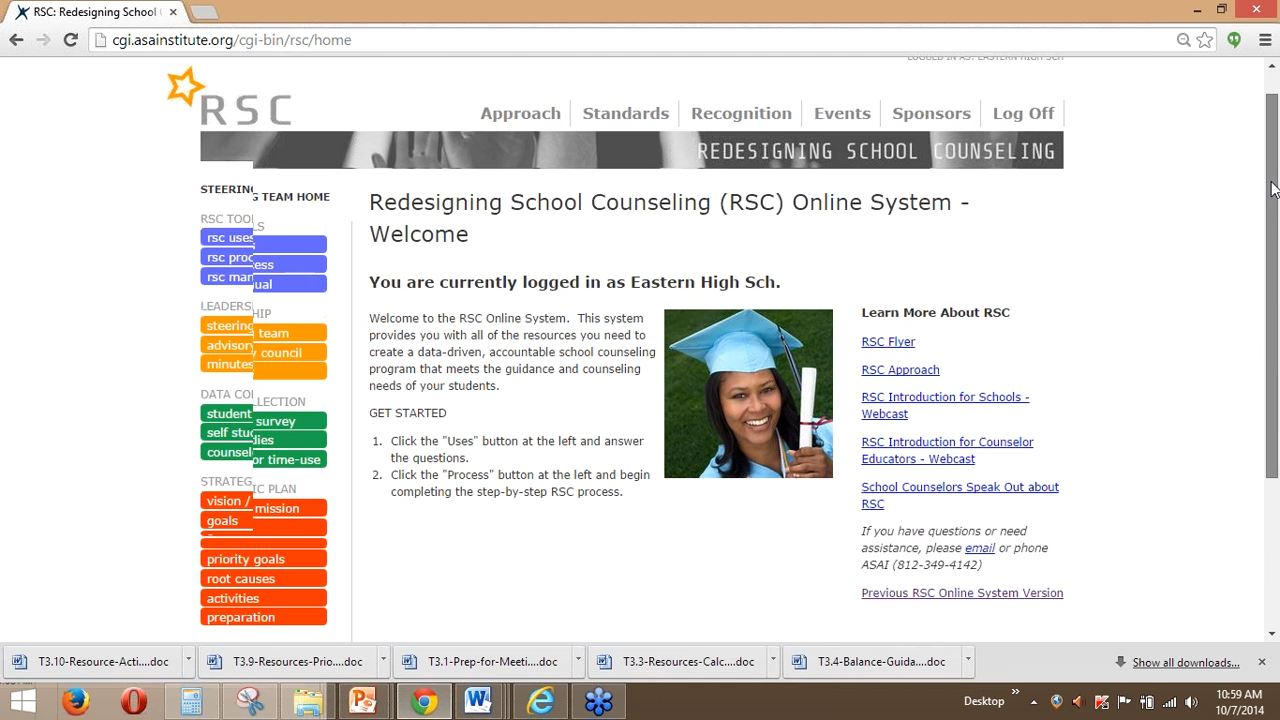 RSC: Redesigning School
cgi.asainstitute.org/cgi-bin/rsc/home
LOGGED IN AS: EASTERN HIGH SCH
RSC
Approach
Standards
Recognition
Events
Sponsors
Log Off
REDESIGNING SCHOOL COUNSELING
STEERING TEAM HOME
RSC TOOLS
rsc uses
rsc process
rsc manual
LEADERSHIP
steering team
advisory council
minutes
DATA COLLECTION
student survey
self studies
counselor time-use
STRATEGIC PLAN
vision / mission
goals
priority goals
root causes
activities
preparation
Redesigning School Counseling (RSC) Online System -
Welcome
You are currently logged in as Eastern High Sch.
Welcome to the RSC Online System. This system
provides you with all of the resources you need to
create a data-driven, accountable school counseling
program that meets the guidance and counseling
needs of your students.
GET STARTED
1. Click the "Uses" button at the left and answer
the questions.
2. Click the "Process" button at the left and begin
completing the step-by-step RSC process.
Learn More About RSC
RSC Flyer
RSC Approach
RSC Introduction for Schools -
Webcast
RSC Introduction for Counselor
Educators - Webcast
School Counselors Speak Out about
RSC
If you have questions or need
assistance, please email or phone
ASAI (812-349-4142)
Previous RSC Online System Version
T3.10-Resource-Acti....doc
T3.9-Resources-Prio....doc
T3.1-Prep-for-Meeti....doc
T3.3-Resources-Calc....doc
T3.4-Balance-Guida....doc
Show all downloads...
Desktop
10:59 AM
10/7/2014